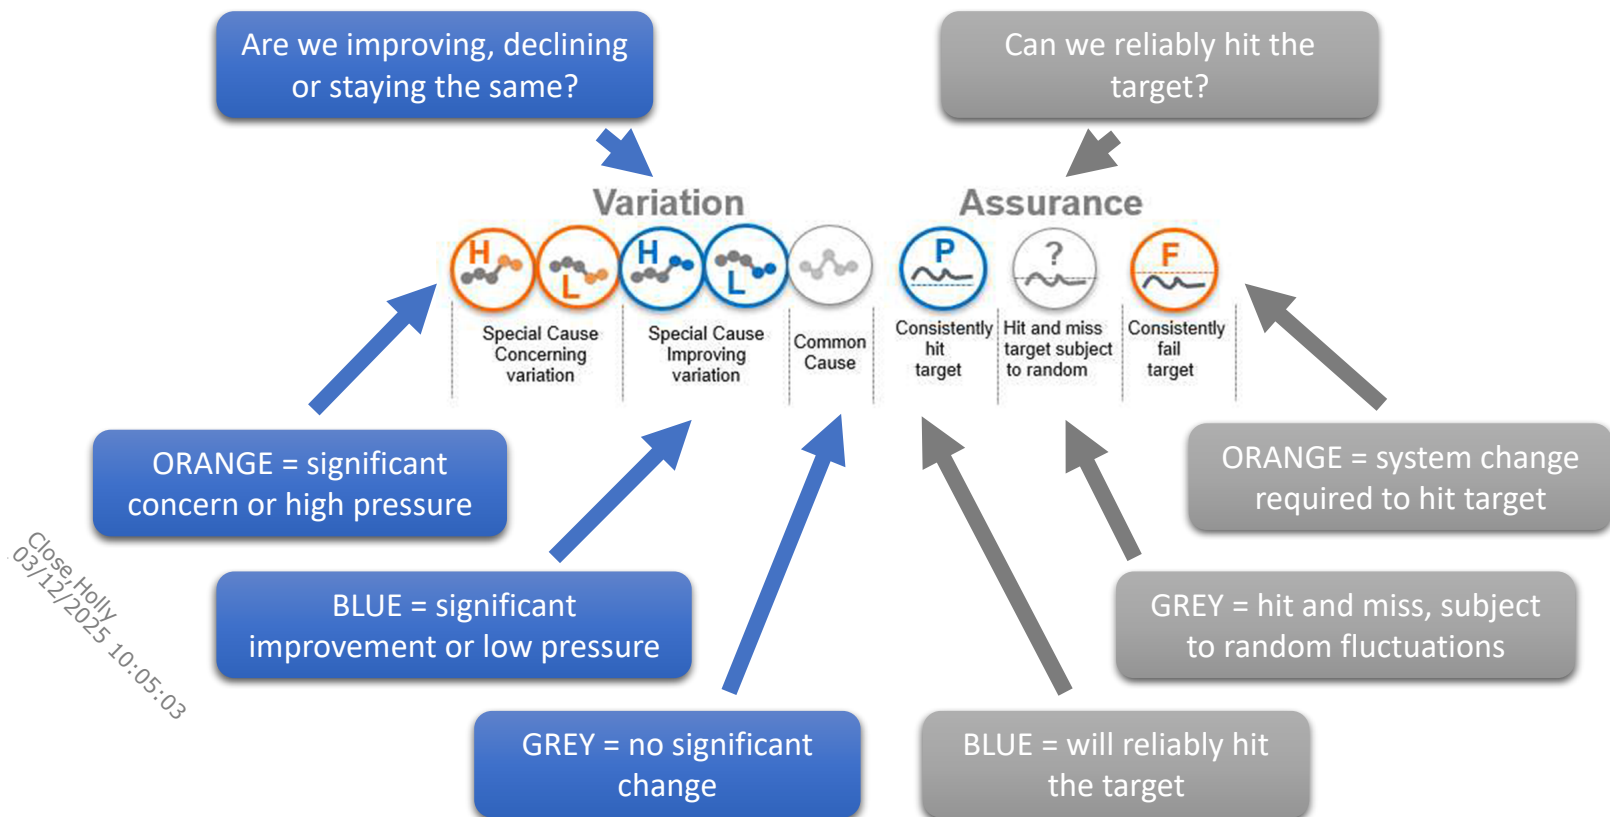 Are we improving, declining
or staying the same?
Can we reliably hit the
target?
Variation
Assurance
H
L
H
L
P
?
F
Special Cause
Concerning
variation
Special Cause
Improving
variation
Common
Cause
Consistently
hit
target
Hit and miss
target subject
to random
Consistently
fail
target
ORANGE = significant
concern or high pressure
ORANGE = system change
required to hit target
BLUE = significant
improvement or low pressure
GREY = hit and miss, subject
to random fluctuations
GREY = no significant
change
BLUE = will reliably hit
the target
Close,Holly
03/12/2025 10:05:03